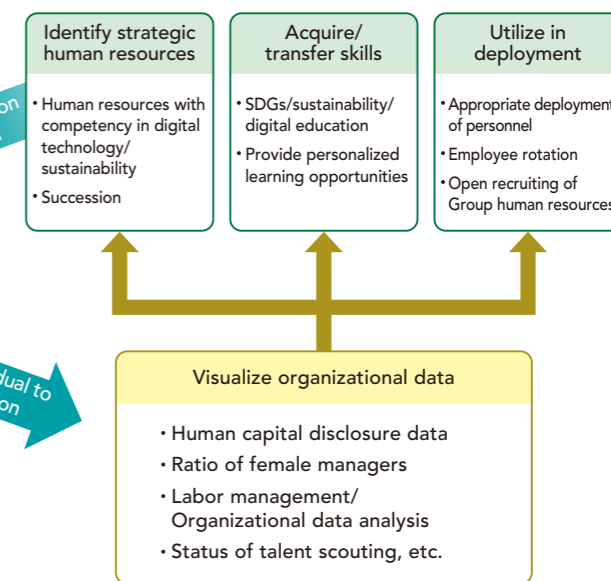 Identify strategic
human resources
・Human resources with
competency in digital
technology/
sustainability
・Succession
Acquire/
transfer skills
・SDGs/sustainability/
digital education
・Provide personalized
learning opportunities
Utilize in
deployment
・Appropriate deployment
of personnel
・Employee rotation
・Open recruiting of
Group human resources
to
Visualize organizational data
・Human capital disclosure data
・Ratio of female managers
・Labor management/
Organizational data analysis
・Status of talent scouting, etc.